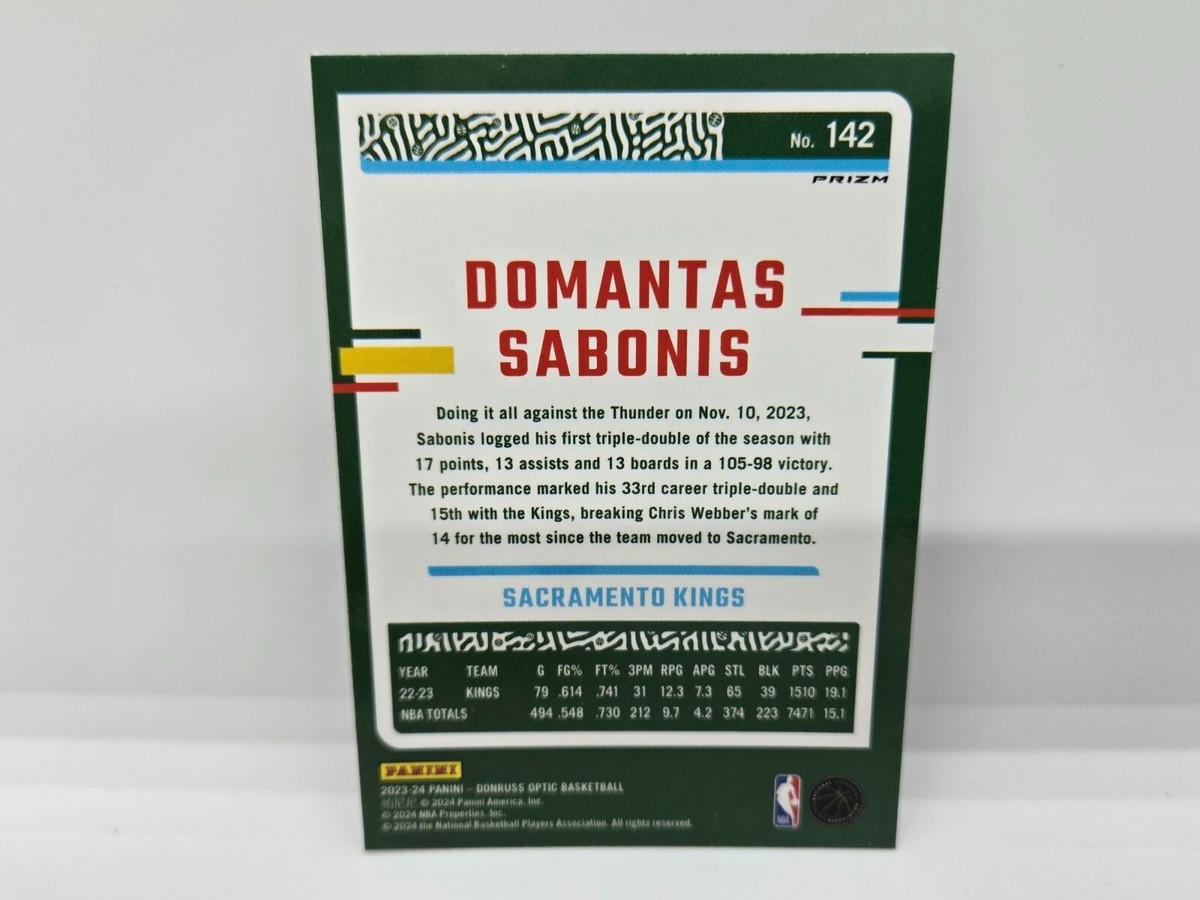 No. 142
PRIZM
DOMANTAS
SABONIS
Doing it all against the Thunder on Nov. 10, 2023,
Sabonis logged his first triple-double of the season with
17 points, 13 assists and 13 boards in a 105-98 victory.
The performance marked his 33rd career triple-double and
15th with the Kings, breaking Chris Webber's mark of
14 for the most since the team moved to Sacramento.
SACRAMENTO KINGS
YEAR TEAM G FG% FT% 3PM RPG APG STL BLK PTS PPG
22-23 KINGS 79 .614 .741 31 12.3 7.3 65 39 1510 19.1
NBA TOTALS 494 .548 .730 212 9.7 4.2 374 223 7471 15.1
PANINI
2023-24 PANINI – DONRUSS OPTIC BASKETBALL
帕尼尼 © 2024 Panini America, Inc.
© 2024 NBA Properties, Inc.
© 2024 the National Basketball Players Association. All rights reserved.
NBA